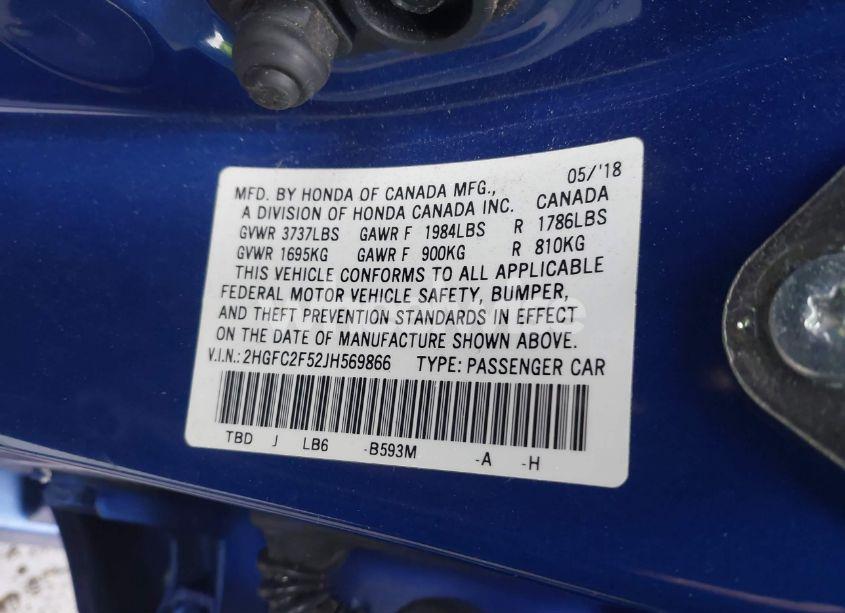 05/'18
MFD. BY HONDA OF CANADA MFG.,
A DIVISION OF HONDA CANADA INC. CANADA
GVWR 3737LBS GAWR F 1984LBS R 1786LBS
GVWR 1695KG GAWR F 900KG R 810KG
THIS VEHICLE CONFORMS TO ALL APPLICABLE
FEDERAL MOTOR VEHICLE SAFETY, BUMPER,
AND THEFT PREVENTION STANDARDS IN EFFECT
ON THE DATE OF MANUFACTURE SHOWN ABOVE.
V.I.N.: 2HGFC2F52JH569866 TYPE: PASSENGER CAR
TBD J LB6 -B593M -A -H